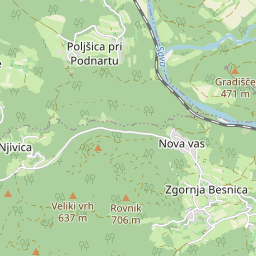 Poljšica pri
Podnartu
Sava
Gradišče
471 m
Njivica
Nova vas
Zgornja Besnica
Veliki vrh
637 m
Rovnik
706 m